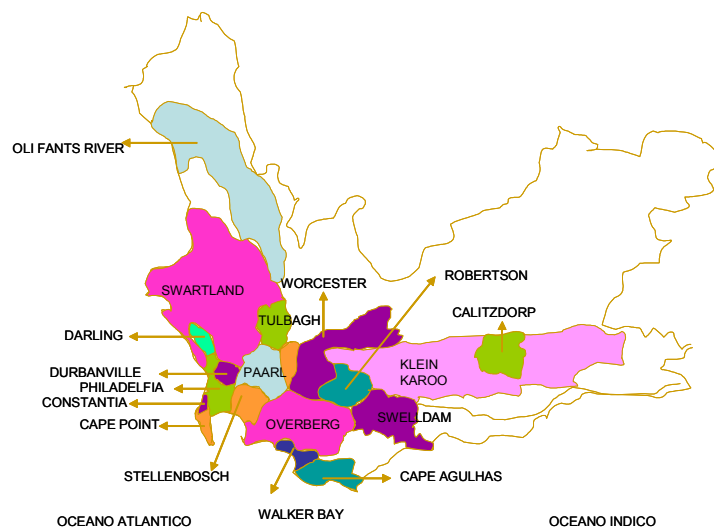 OLI FANTS RIVER
WORCESTER
ROBERTSON
SWARTLAND
CALITZDORP
TULBAGH
DARLING
KLEIN
KAROO
DURBANVILLE
PAARL
PHILADELFIA
CONSTANTIA
SWELLDAM
CAPE POINT
OVERBERG
STELLENBOSCH
CAPE AGULHAS
WALKER BAY
OCEANO ATLANTICO
OCEANO INDICO